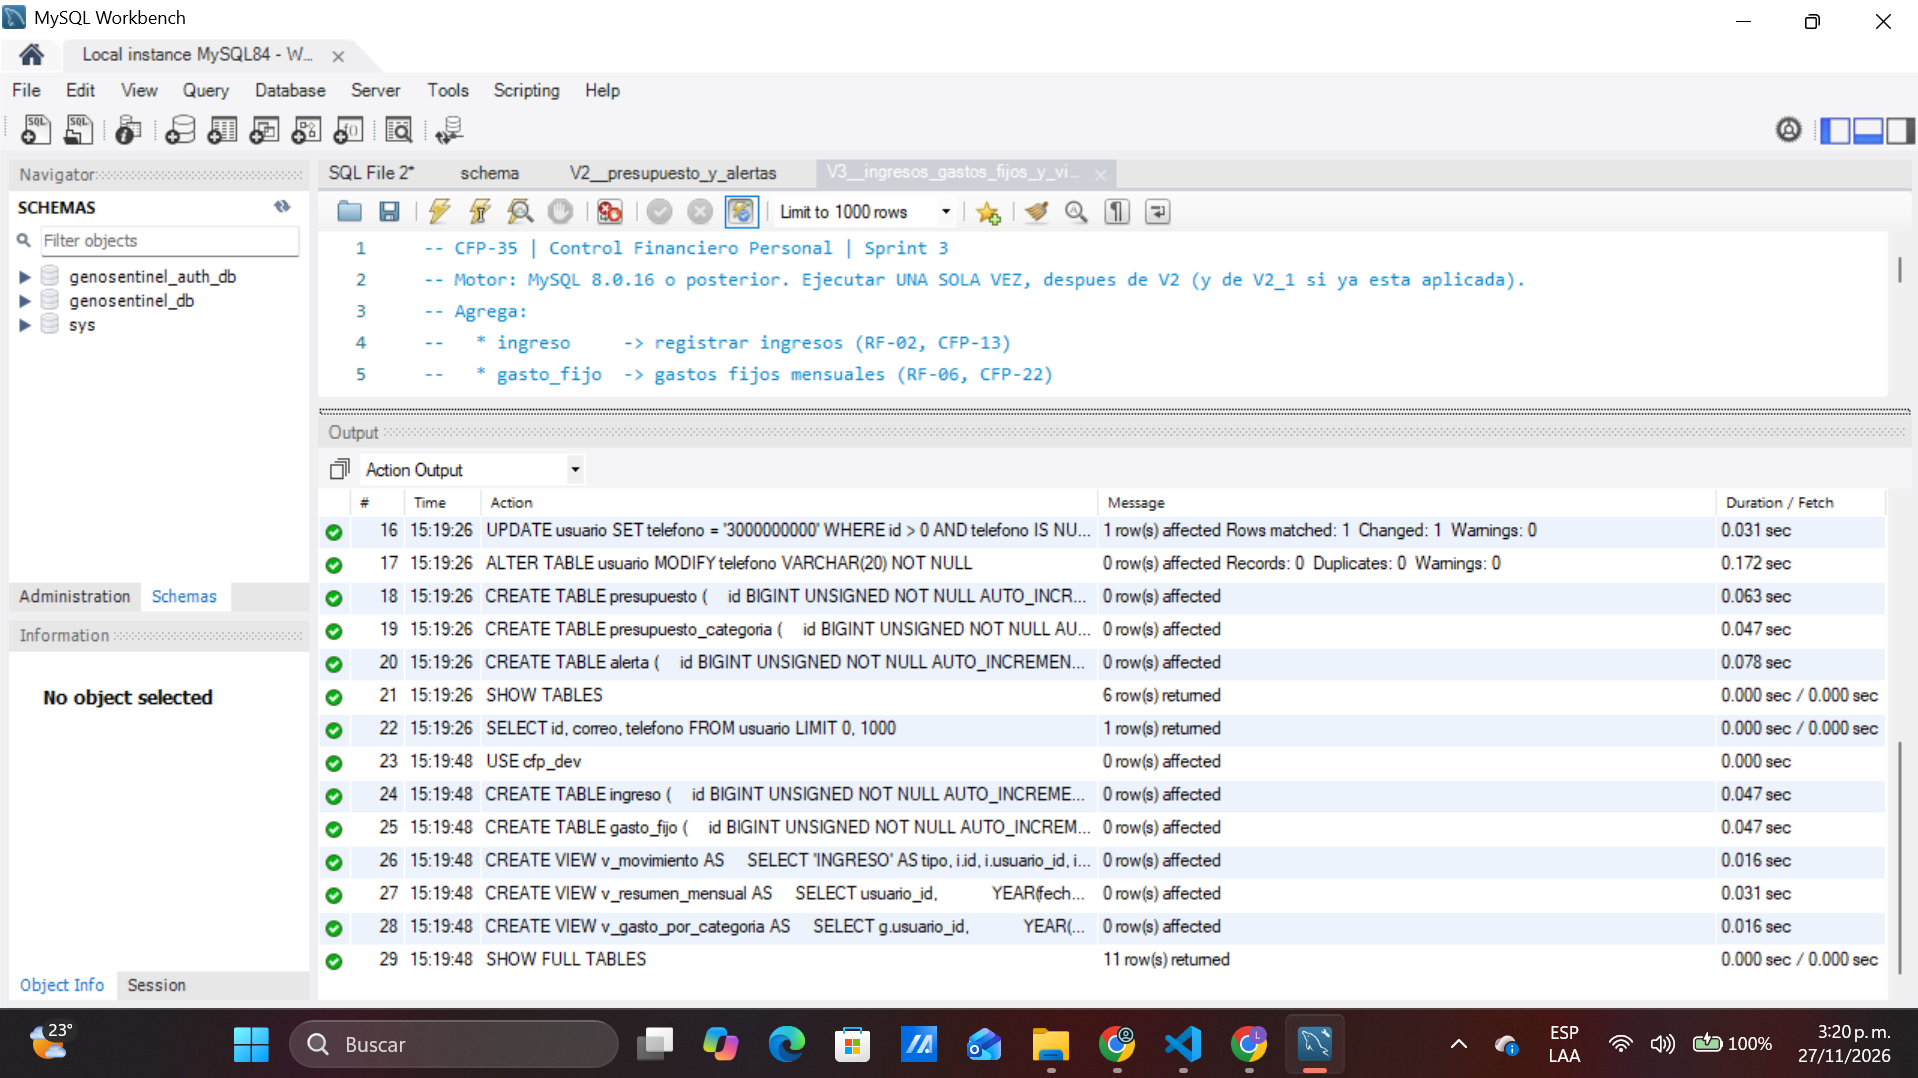 MySQL Workbench
Local instance MySQL84 - W...
File Edit View Query Database Server Tools Scripting Help
Navigator
SCHEMAS
Filter objects
genosentinel_auth_db
genosentinel_db
sys
Administration Schemas
Information
No object selected
Object Info Session
SQL File 2* schema V2__presupuesto_y_alertas V3__ingresos_gastos_fijos_y_vi...
Limit to 1000 rows
1 -- CFP-35 | Control Financiero Personal | Sprint 3
2 -- Motor: MySQL 8.0.16 o posterior. Ejecutar UNA SOLA VEZ, despues de V2 (y de V2_1 si ya esta aplicada).
3 -- Agrega:
4 -- * ingreso -> registrar ingresos (RF-02, CFP-13)
5 -- * gasto_fijo -> gastos fijos mensuales (RF-06, CFP-22)
Output
Action Output
# Time Action Message Duration / Fetch
16 15:19:26 UPDATE usuario SET telefono = '3000000000' WHERE id > 0 AND telefono IS NU... 1 row(s) affected Rows matched: 1 Changed: 1 Warnings: 0 0.031 sec
17 15:19:26 ALTER TABLE usuario MODIFY telefono VARCHAR(20) NOT NULL 0 row(s) affected Records: 0 Duplicates: 0 Warnings: 0 0.172 sec
18 15:19:26 CREATE TABLE presupuesto ( id BIGINT UNSIGNED NOT NULL AUTO_INCR... 0 row(s) affected 0.063 sec
19 15:19:26 CREATE TABLE presupuesto_categoria ( id BIGINT UNSIGNED NOT NULL AU... 0 row(s) affected 0.047 sec
20 15:19:26 CREATE TABLE alerta ( id BIGINT UNSIGNED NOT NULL AUTO_INCREMEN... 0 row(s) affected 0.078 sec
21 15:19:26 SHOW TABLES 6 row(s) returned 0.000 sec / 0.000 sec
22 15:19:26 SELECT id, correo, telefono FROM usuario LIMIT 0, 1000 1 row(s) returned 0.000 sec / 0.000 sec
23 15:19:48 USE cfp_dev 0 row(s) affected 0.000 sec
24 15:19:48 CREATE TABLE ingreso ( id BIGINT UNSIGNED NOT NULL AUTO_INCREME... 0 row(s) affected 0.047 sec
25 15:19:48 CREATE TABLE gasto_fijo ( id BIGINT UNSIGNED NOT NULL AUTO_INCREM... 0 row(s) affected 0.047 sec
26 15:19:48 CREATE VIEW v_movimiento AS SELECT 'INGRESO' AS tipo, i.id, i.usuario_id, i... 0 row(s) affected 0.016 sec
27 15:19:48 CREATE VIEW v_resumen_mensual AS SELECT usuario_id, YEAR(fech... 0 row(s) affected 0.031 sec
28 15:19:48 CREATE VIEW v_gasto_por_categoria AS SELECT g.usuario_id, YEAR(... 0 row(s) affected 0.016 sec
29 15:19:48 SHOW FULL TABLES 11 row(s) returned 0.000 sec / 0.000 sec
23°
Buscar
ESP
LAA
100%
3:20 p. m.
27/11/2026